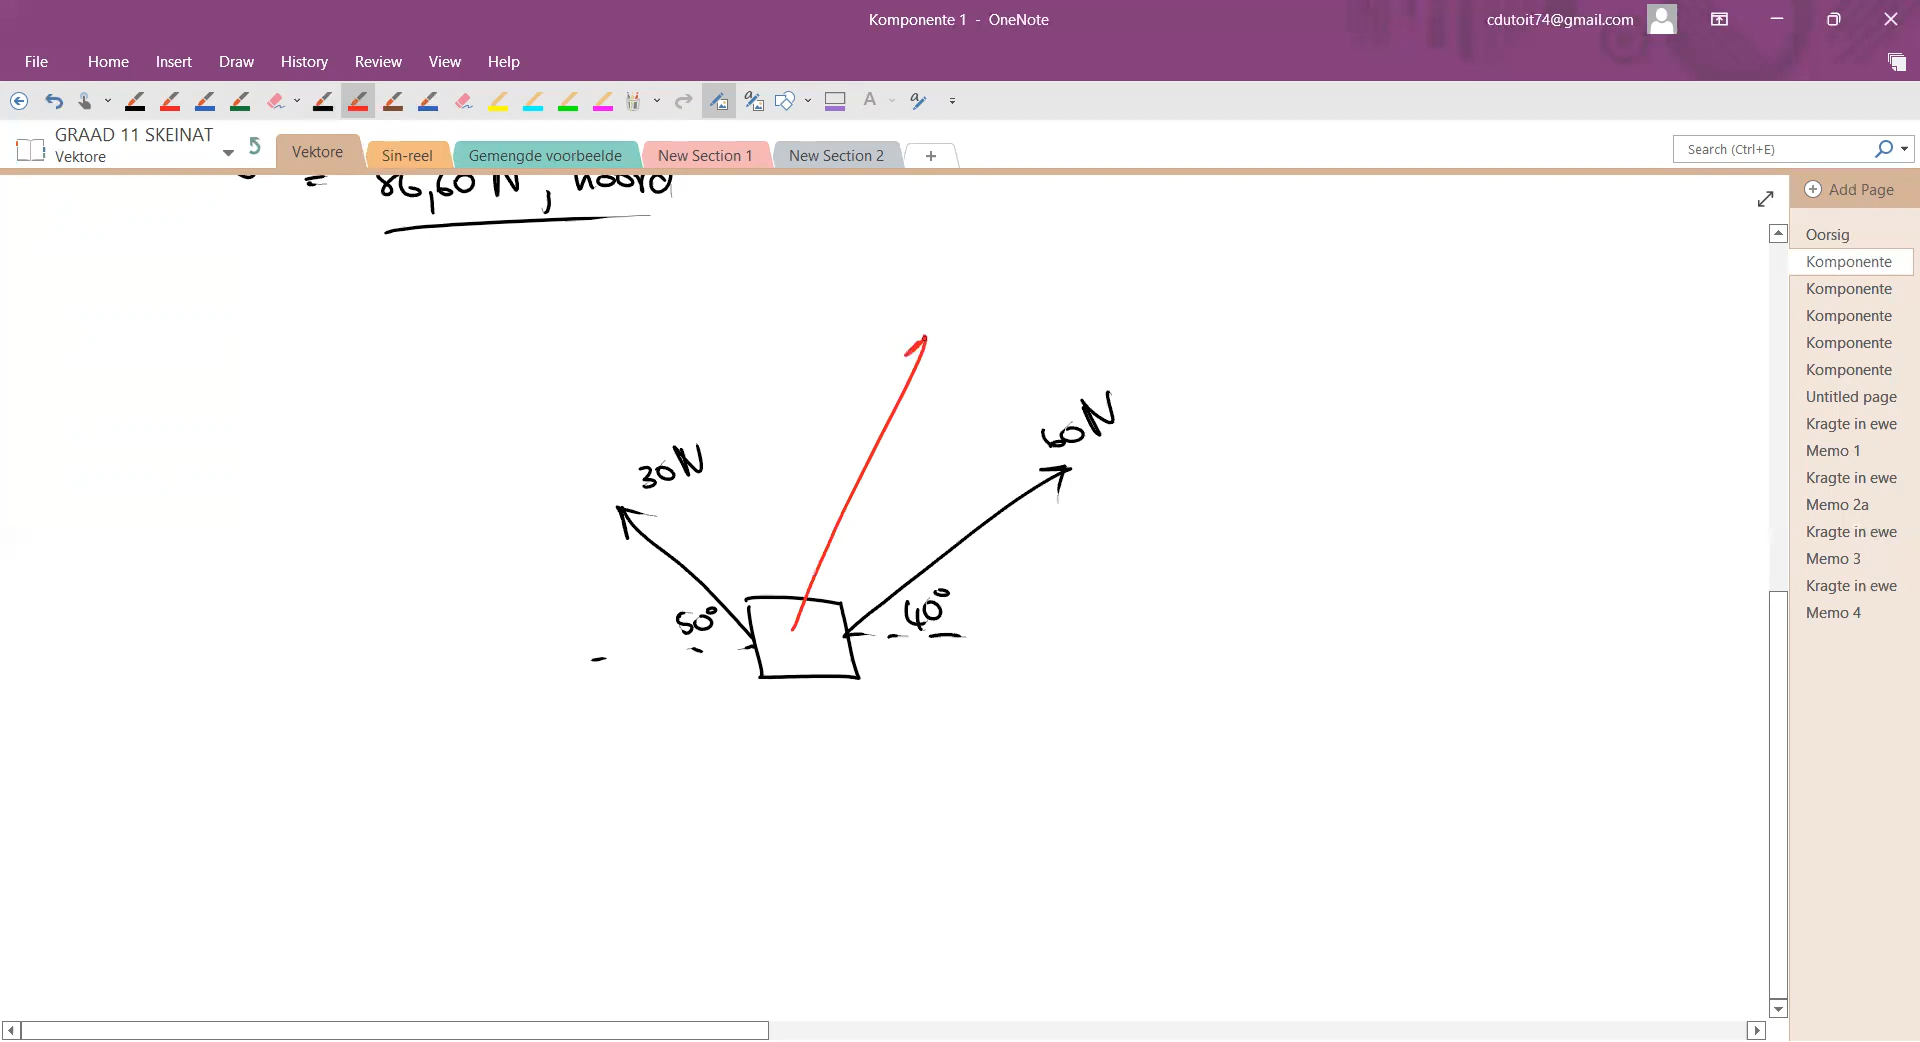 Komponente 1 - OneNote
cdutoit74@gmail.com
File Home Insert Draw History Review View Help
GRAAD 11 SKEINAT
Vektore
Vektore
Sin-reel
Gemengde voorbeelde
New Section 1
New Section 2
Search (Ctrl+E)
Add Page
= 86,60 N, noord
Oorsig
Komponente
Komponente
Komponente
Komponente
Komponente
Untitled page
Kragte in ewe
Memo 1
Kragte in ewe
Memo 2a
Kragte in ewe
Memo 3
Kragte in ewe
Memo 4
60N
30N
50°
40°